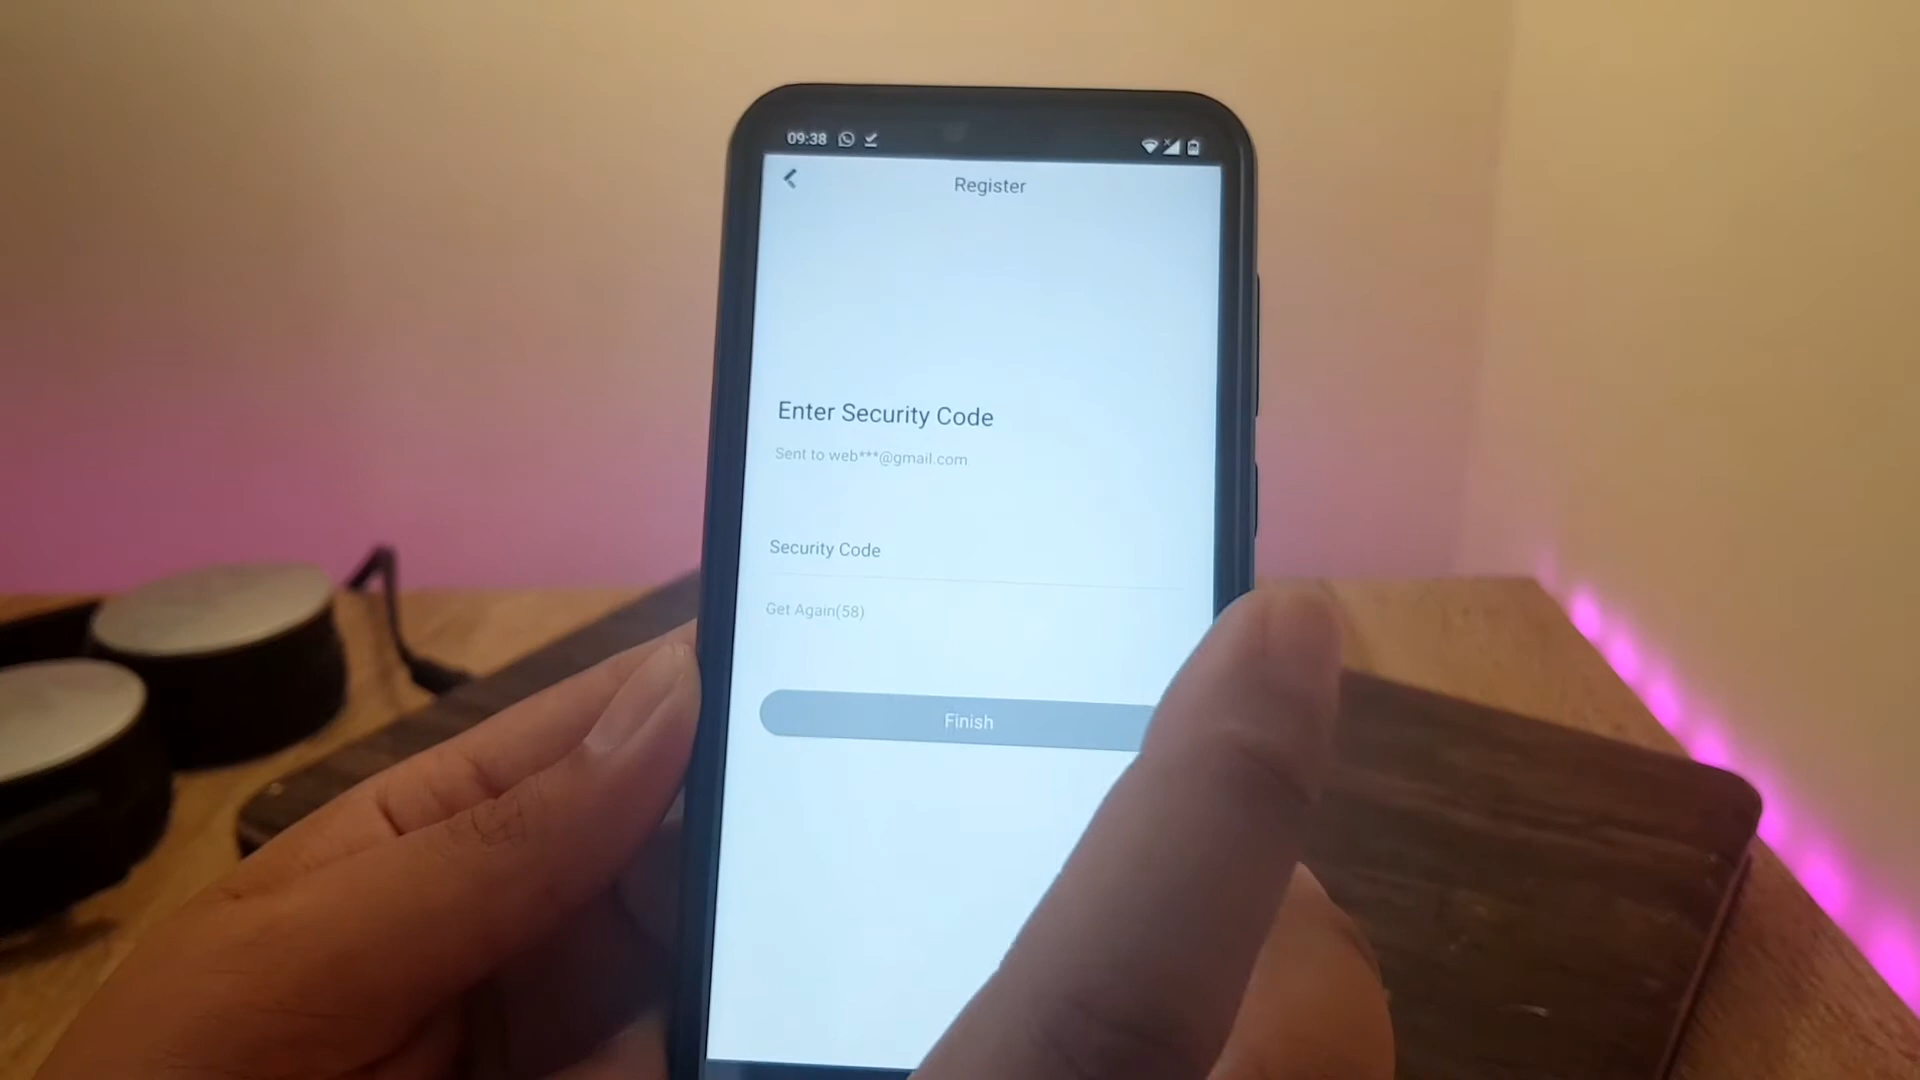 09:38
Register
Enter Security Code
Sent to web***@gmail.com
Security Code
Get Again(58)
Finish